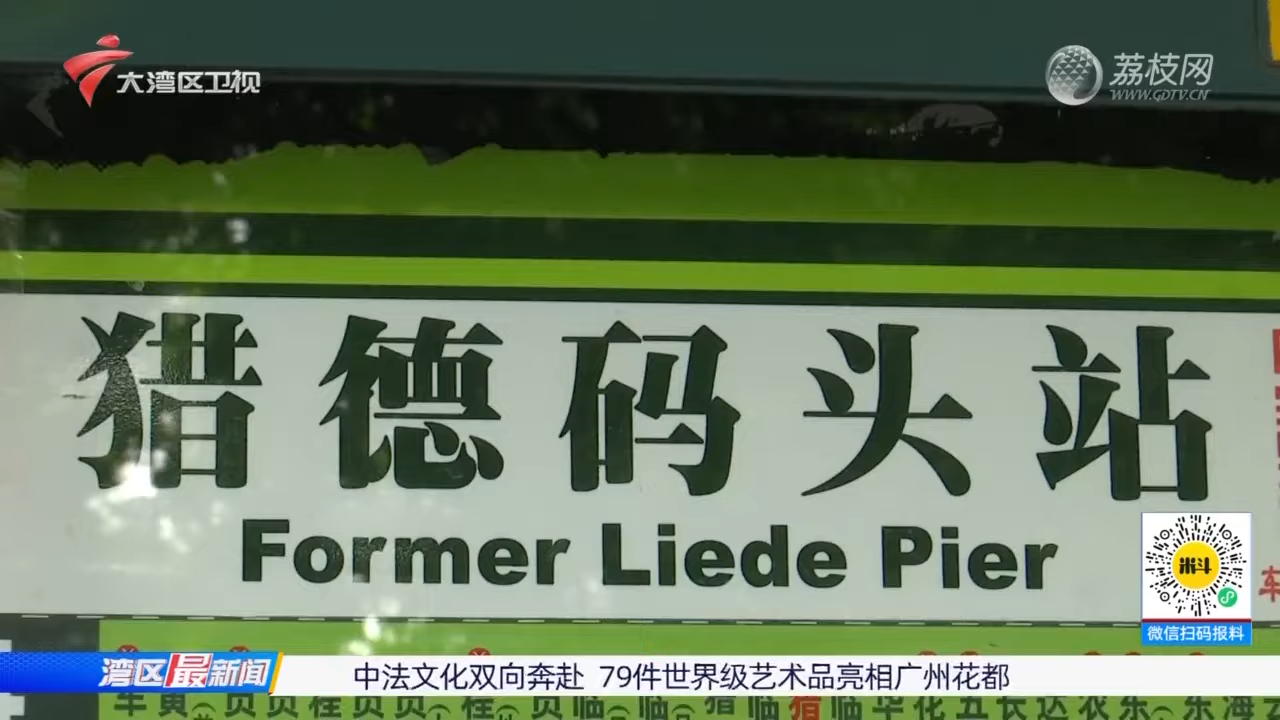 大湾区卫视
荔枝网
WWW.GDTV.CN
猎德码头站
Former Liede Pier
米斗
微信扫码报料
湾区最新闻
中法文化双向奔赴 79件世界级艺术品亮相广州花都